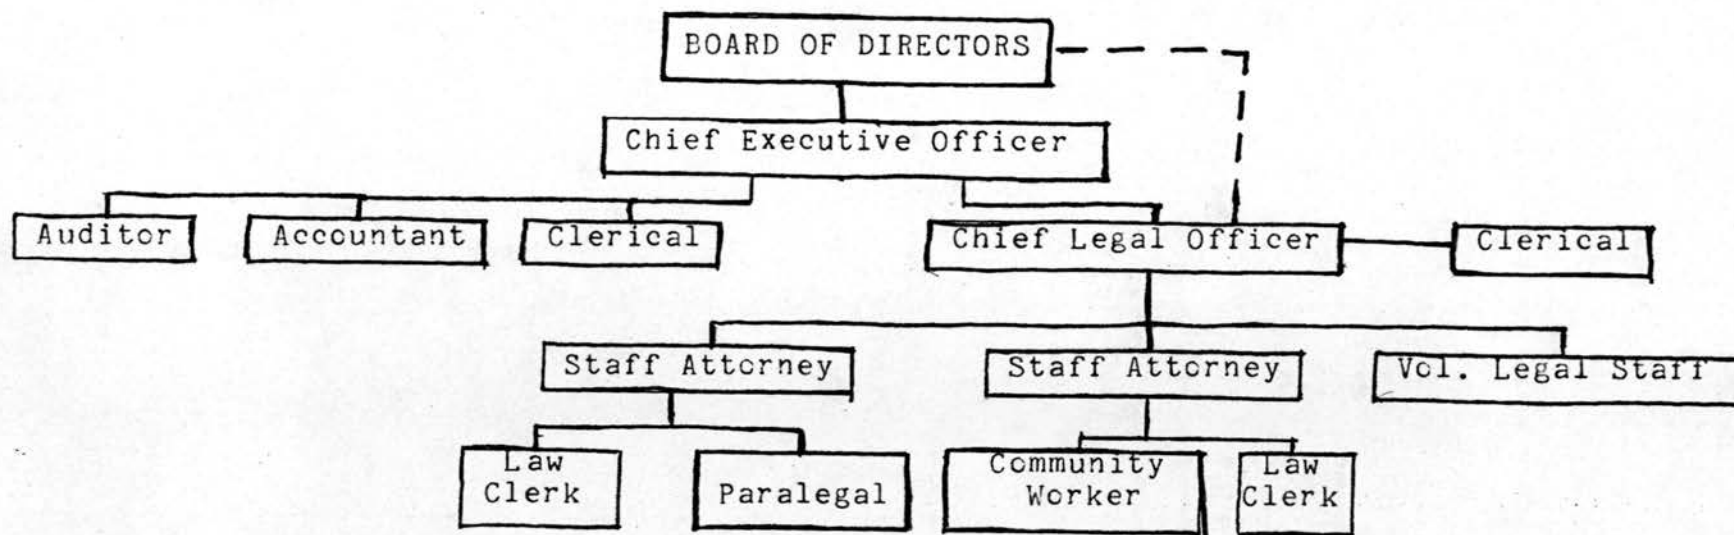 BOARD OF DIRECTORS
Chief Executive Officer
Auditor
Accountant
Clerical
Chief Legal Officer
Clerical
Staff Attorney
Staff Attorney
Vol. Legal Staff
Law
Clerk
Paralegal
Community
Worker
Law
Clerk